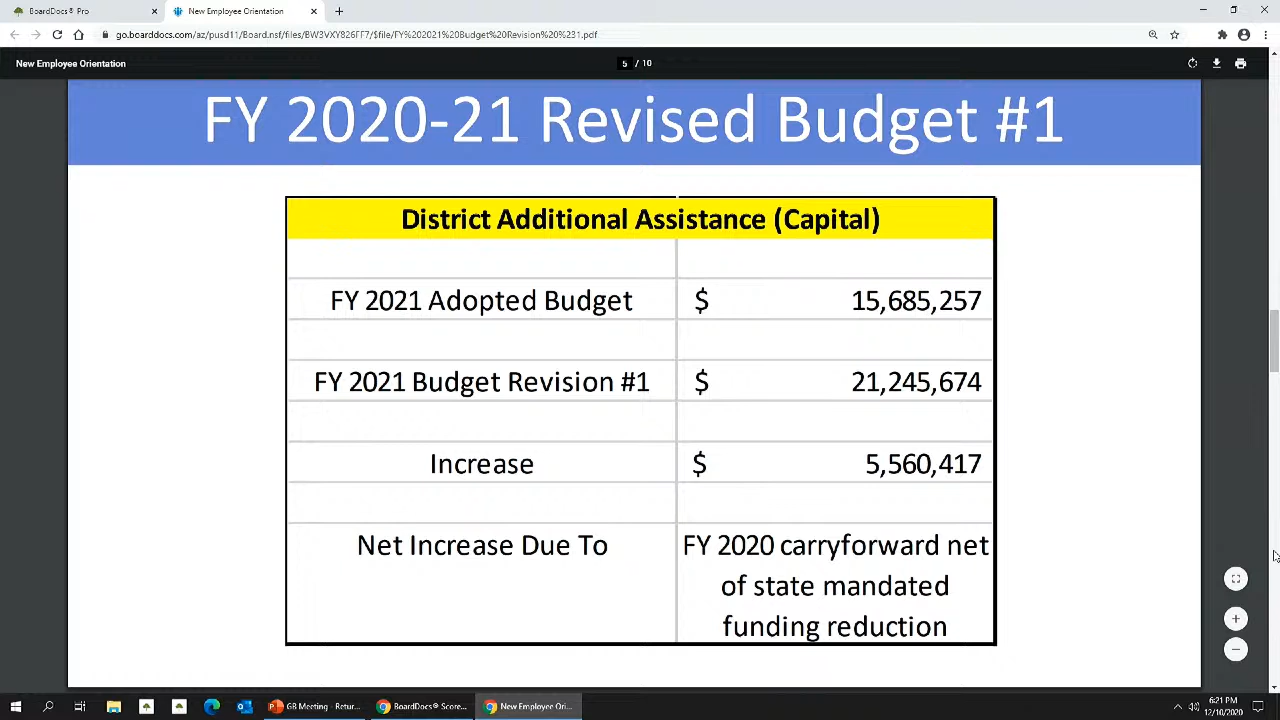 BoardDocs® Pro
New Employee Orientation
go.boarddocs.com/az/pusd11/Board.nsf/files/BW3VXY826FF7/$file/FY%202021%20Budget%20Revision%20%231.pdf
New Employee Orientation
5 / 10
FY 2020-21 Revised Budget #1
District Additional Assistance (Capital)
FY 2021 Adopted Budget $ 15,685,257
FY 2021 Budget Revision #1 $ 21,245,674
Increase $ 5,560,417
Net Increase Due To FY 2020 carryforward net
of state mandated
funding reduction
GB Meeting - Retur...
BoardDocs® Score...
New Employee Ori...
6:21 PM
12/10/2020